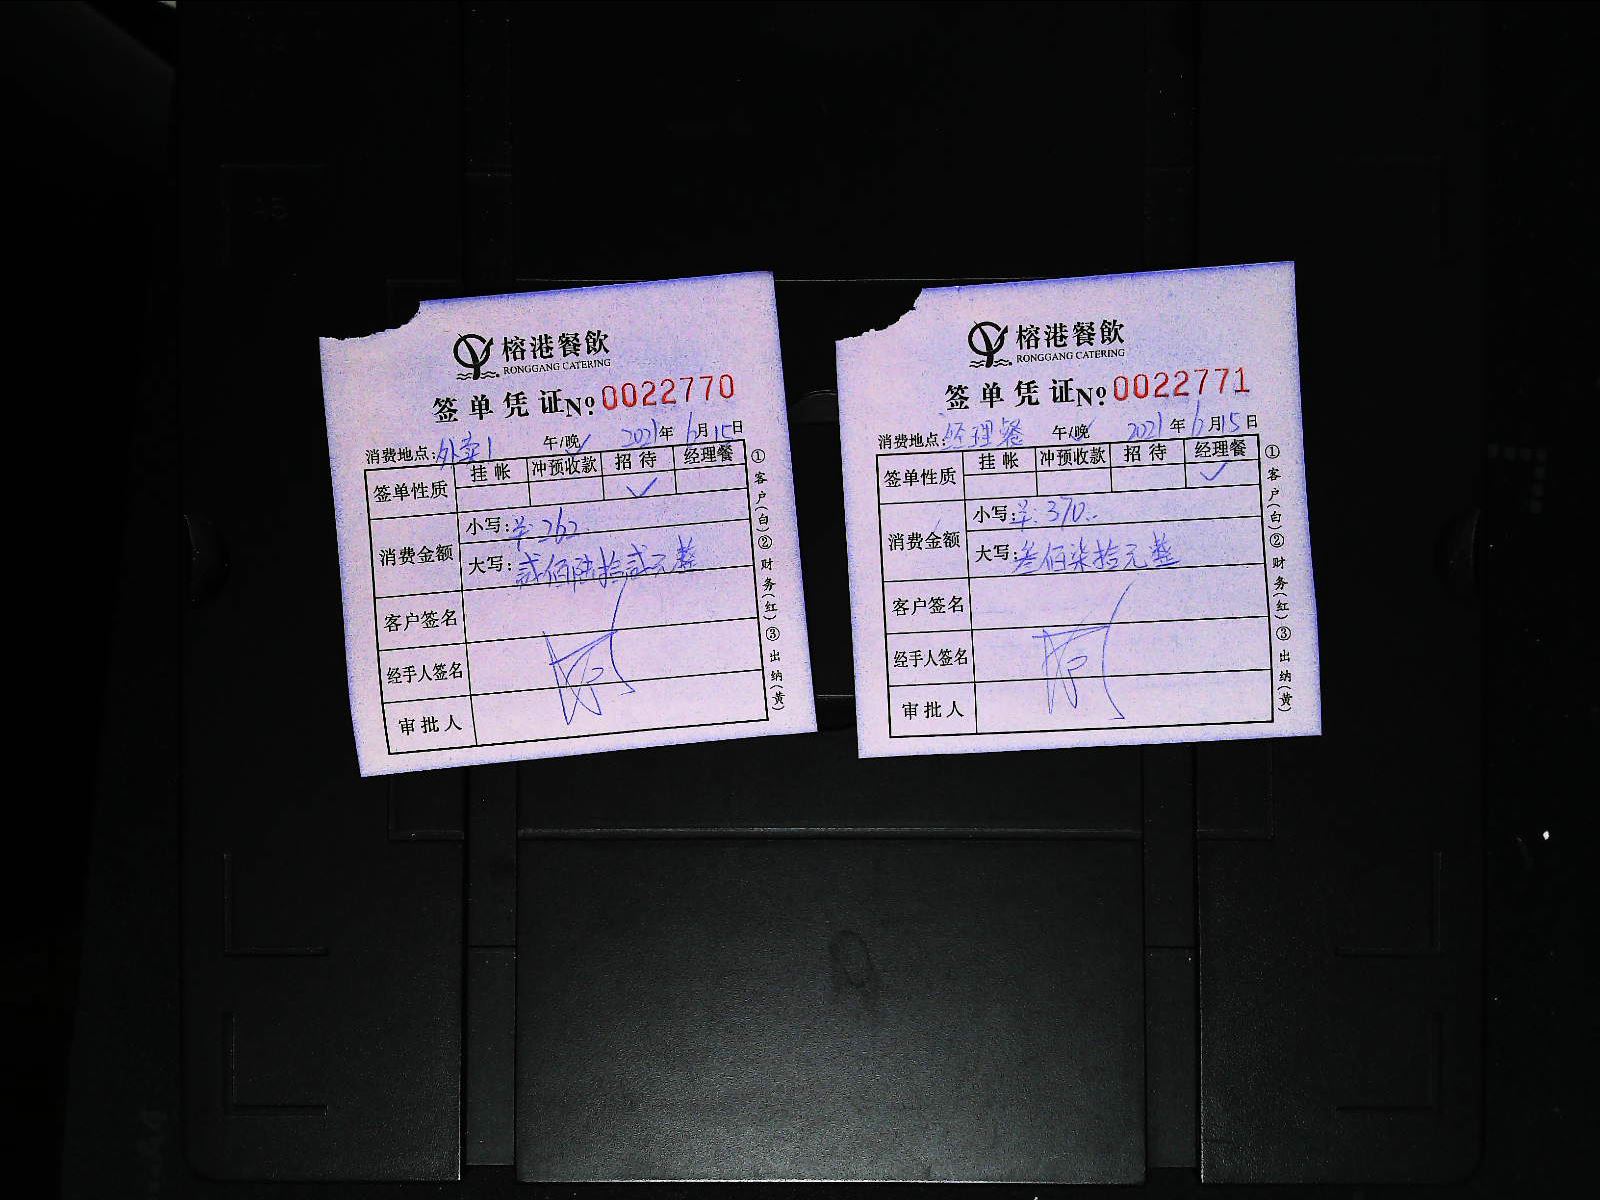 榕港餐飲
RONGGANG CATERING
签单凭证 No 0022770
消费地点:外卖1 午/晚 2021年6月15日
签单性质 挂帐 冲预收款 招待 经理餐
✓
消费金额 小写:羊:262.
大写:贰佰陆拾贰元整
客户签名
经手人签名
审批人
①客户(白)②财务(红)③出纳(黄)
榕港餐飲
RONGGANG CATERING
签单凭证 No 0022771
消费地点:经理餐 午/晚 2021年6月15日
签单性质 挂帐 冲预收款 招待 经理餐
✓
消费金额 小写:羊:370..
大写:叁佰柒拾元整
客户签名
经手人签名
审批人
①客户(白)②财务(红)③出纳(黄)